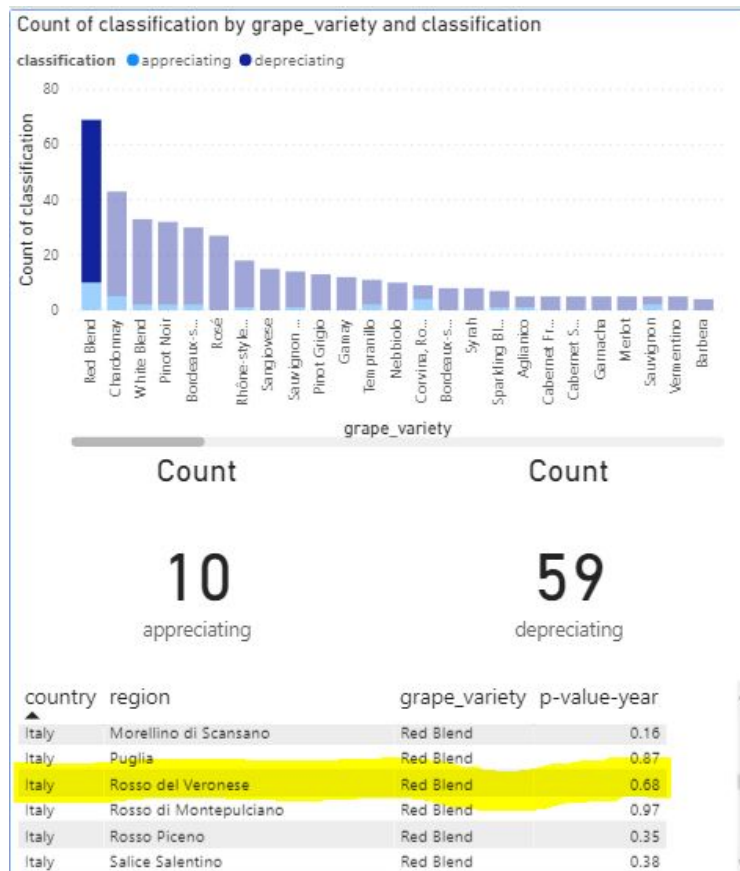 Count of classification by grape_variety and classification
classification appreciating depreciating
Count of classification
80
60
40
20
0
Red Blend
Chardonnay
White Blend
Pinot Noir
Bordeaux-s...
Rosé
Rhône-style...
Sangiovese
Sauvignon ...
Pinot Grigio
Gamay
Tempranillo
Nebbiolo
Corvina, Ro...
Bordeaux-s...
Syrah
Sparkling Bl...
Aglianico
Cabernet Fr...
Cabernet S...
Garnacha
Merlot
Sauvignon
Vermentino
Barbera
grape_variety
Count Count
10 59
appreciating depreciating
country region grape_variety p-value-year
Italy Morellino di Scansano Red Blend 0.16
Italy Puglia Red Blend 0.87
Italy Rosso del Veronese Red Blend 0.68
Italy Rosso di Montepulciano Red Blend 0.97
Italy Rosso Piceno Red Blend 0.35
Italy Salice Salentino Red Blend 0.38